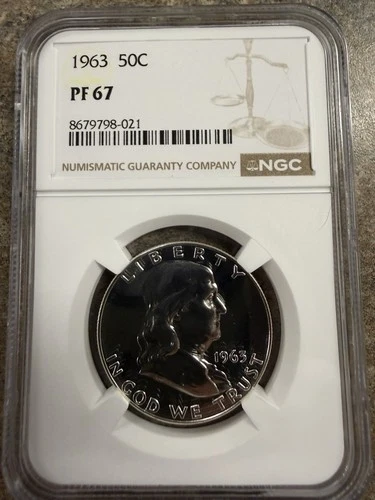 1963 50C
PF 67
8679798-021
NUMISMATIC GUARANTY COMPANY NGC
LIBERTY
1963
IN GOD WE TRUST